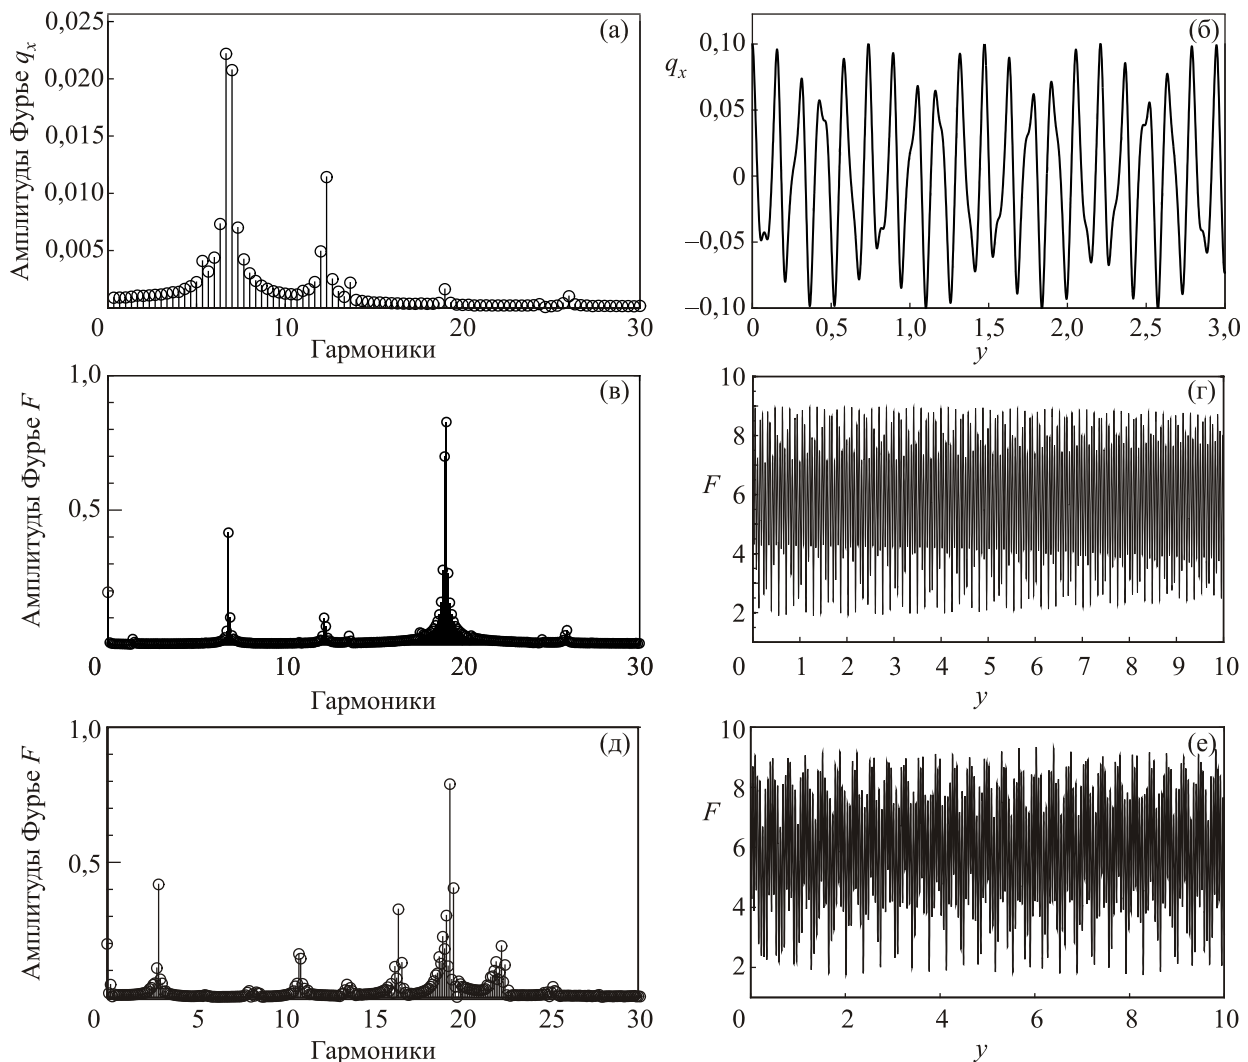 (а)
Амплитуды Фурье qx
0,025
0,020
0,015
0,010
0,005
0 10 20 30
Гармоники
(б)
qx
0,10
0,05
0
–0,05
–0,10
0 0,5 1,0 1,5 2,0 2,5 3,0
y
(в)
Амплитуды Фурье F
1,0
0,5
0 10 20 30
Гармоники
(г)
F
10
8
6
4
2
0 1 2 3 4 5 6 7 8 9 10
y
(д)
Амплитуды Фурье F
1,0
0,5
0 5 10 15 20 25 30
Гармоники
(е)
F
10
8
6
4
2
0 2 4 6 8 10
y